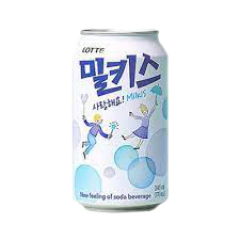 LOTTE
밀키스
사랑해요! Milkis
New feeling of soda beverage